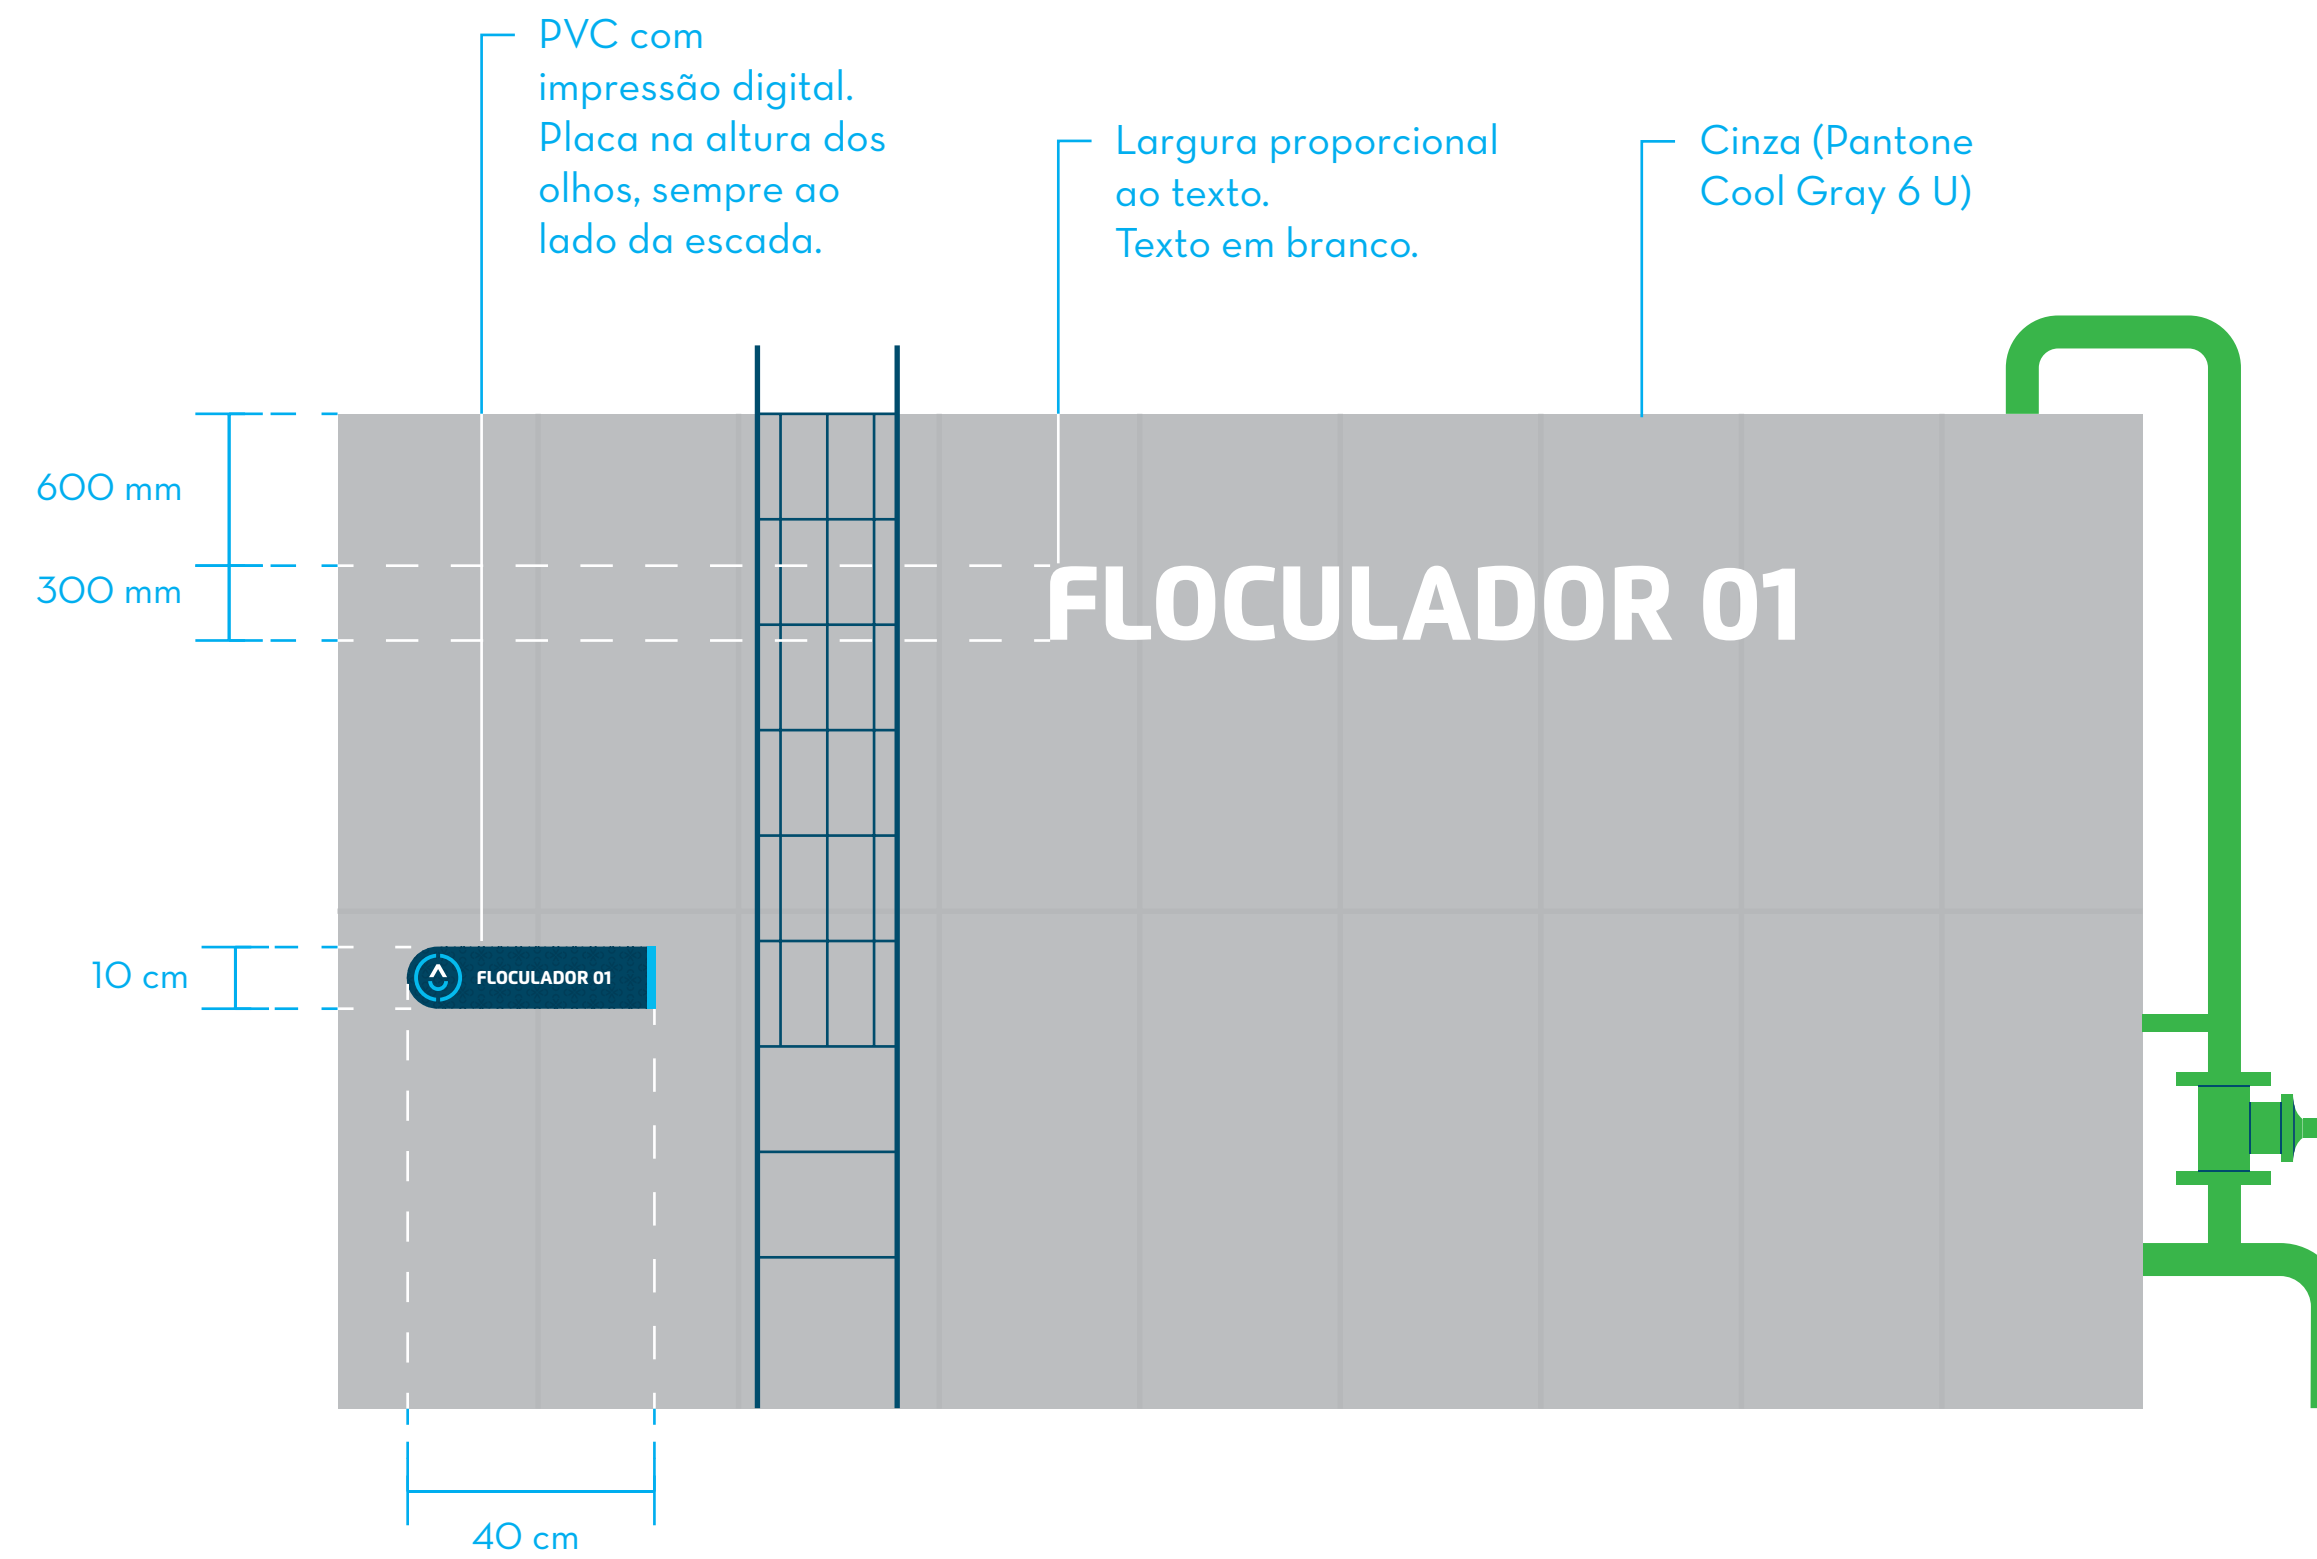 PVC com
impressão digital.
Placa na altura dos
olhos, sempre ao
lado da escada.
Largura proporcional
ao texto.
Texto em branco.
Cinza (Pantone
Cool Gray 6 U)
600 mm
300 mm
FLOCULADOR 01
10 cm
FLOCULADOR 01
40 cm